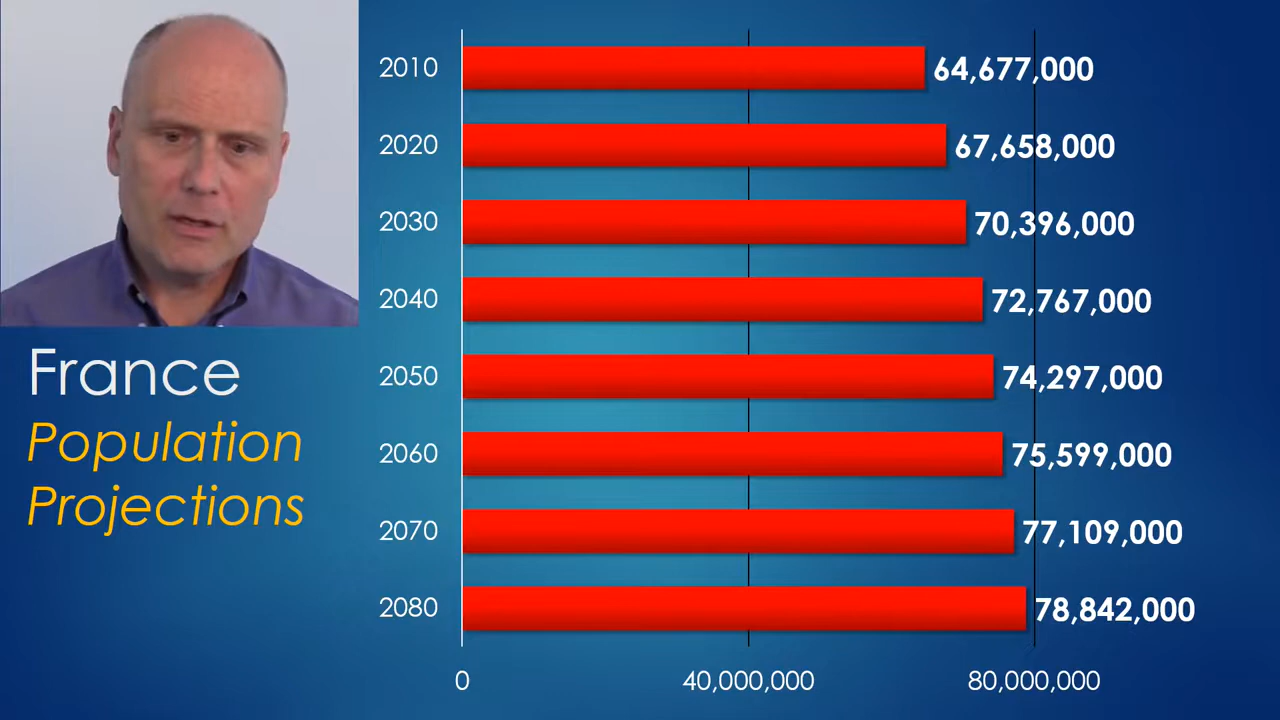 France
Population
Projections
2010 64,677,000
2020 67,658,000
2030 70,396,000
2040 72,767,000
2050 74,297,000
2060 75,599,000
2070 77,109,000
2080 78,842,000
0 40,000,000 80,000,000